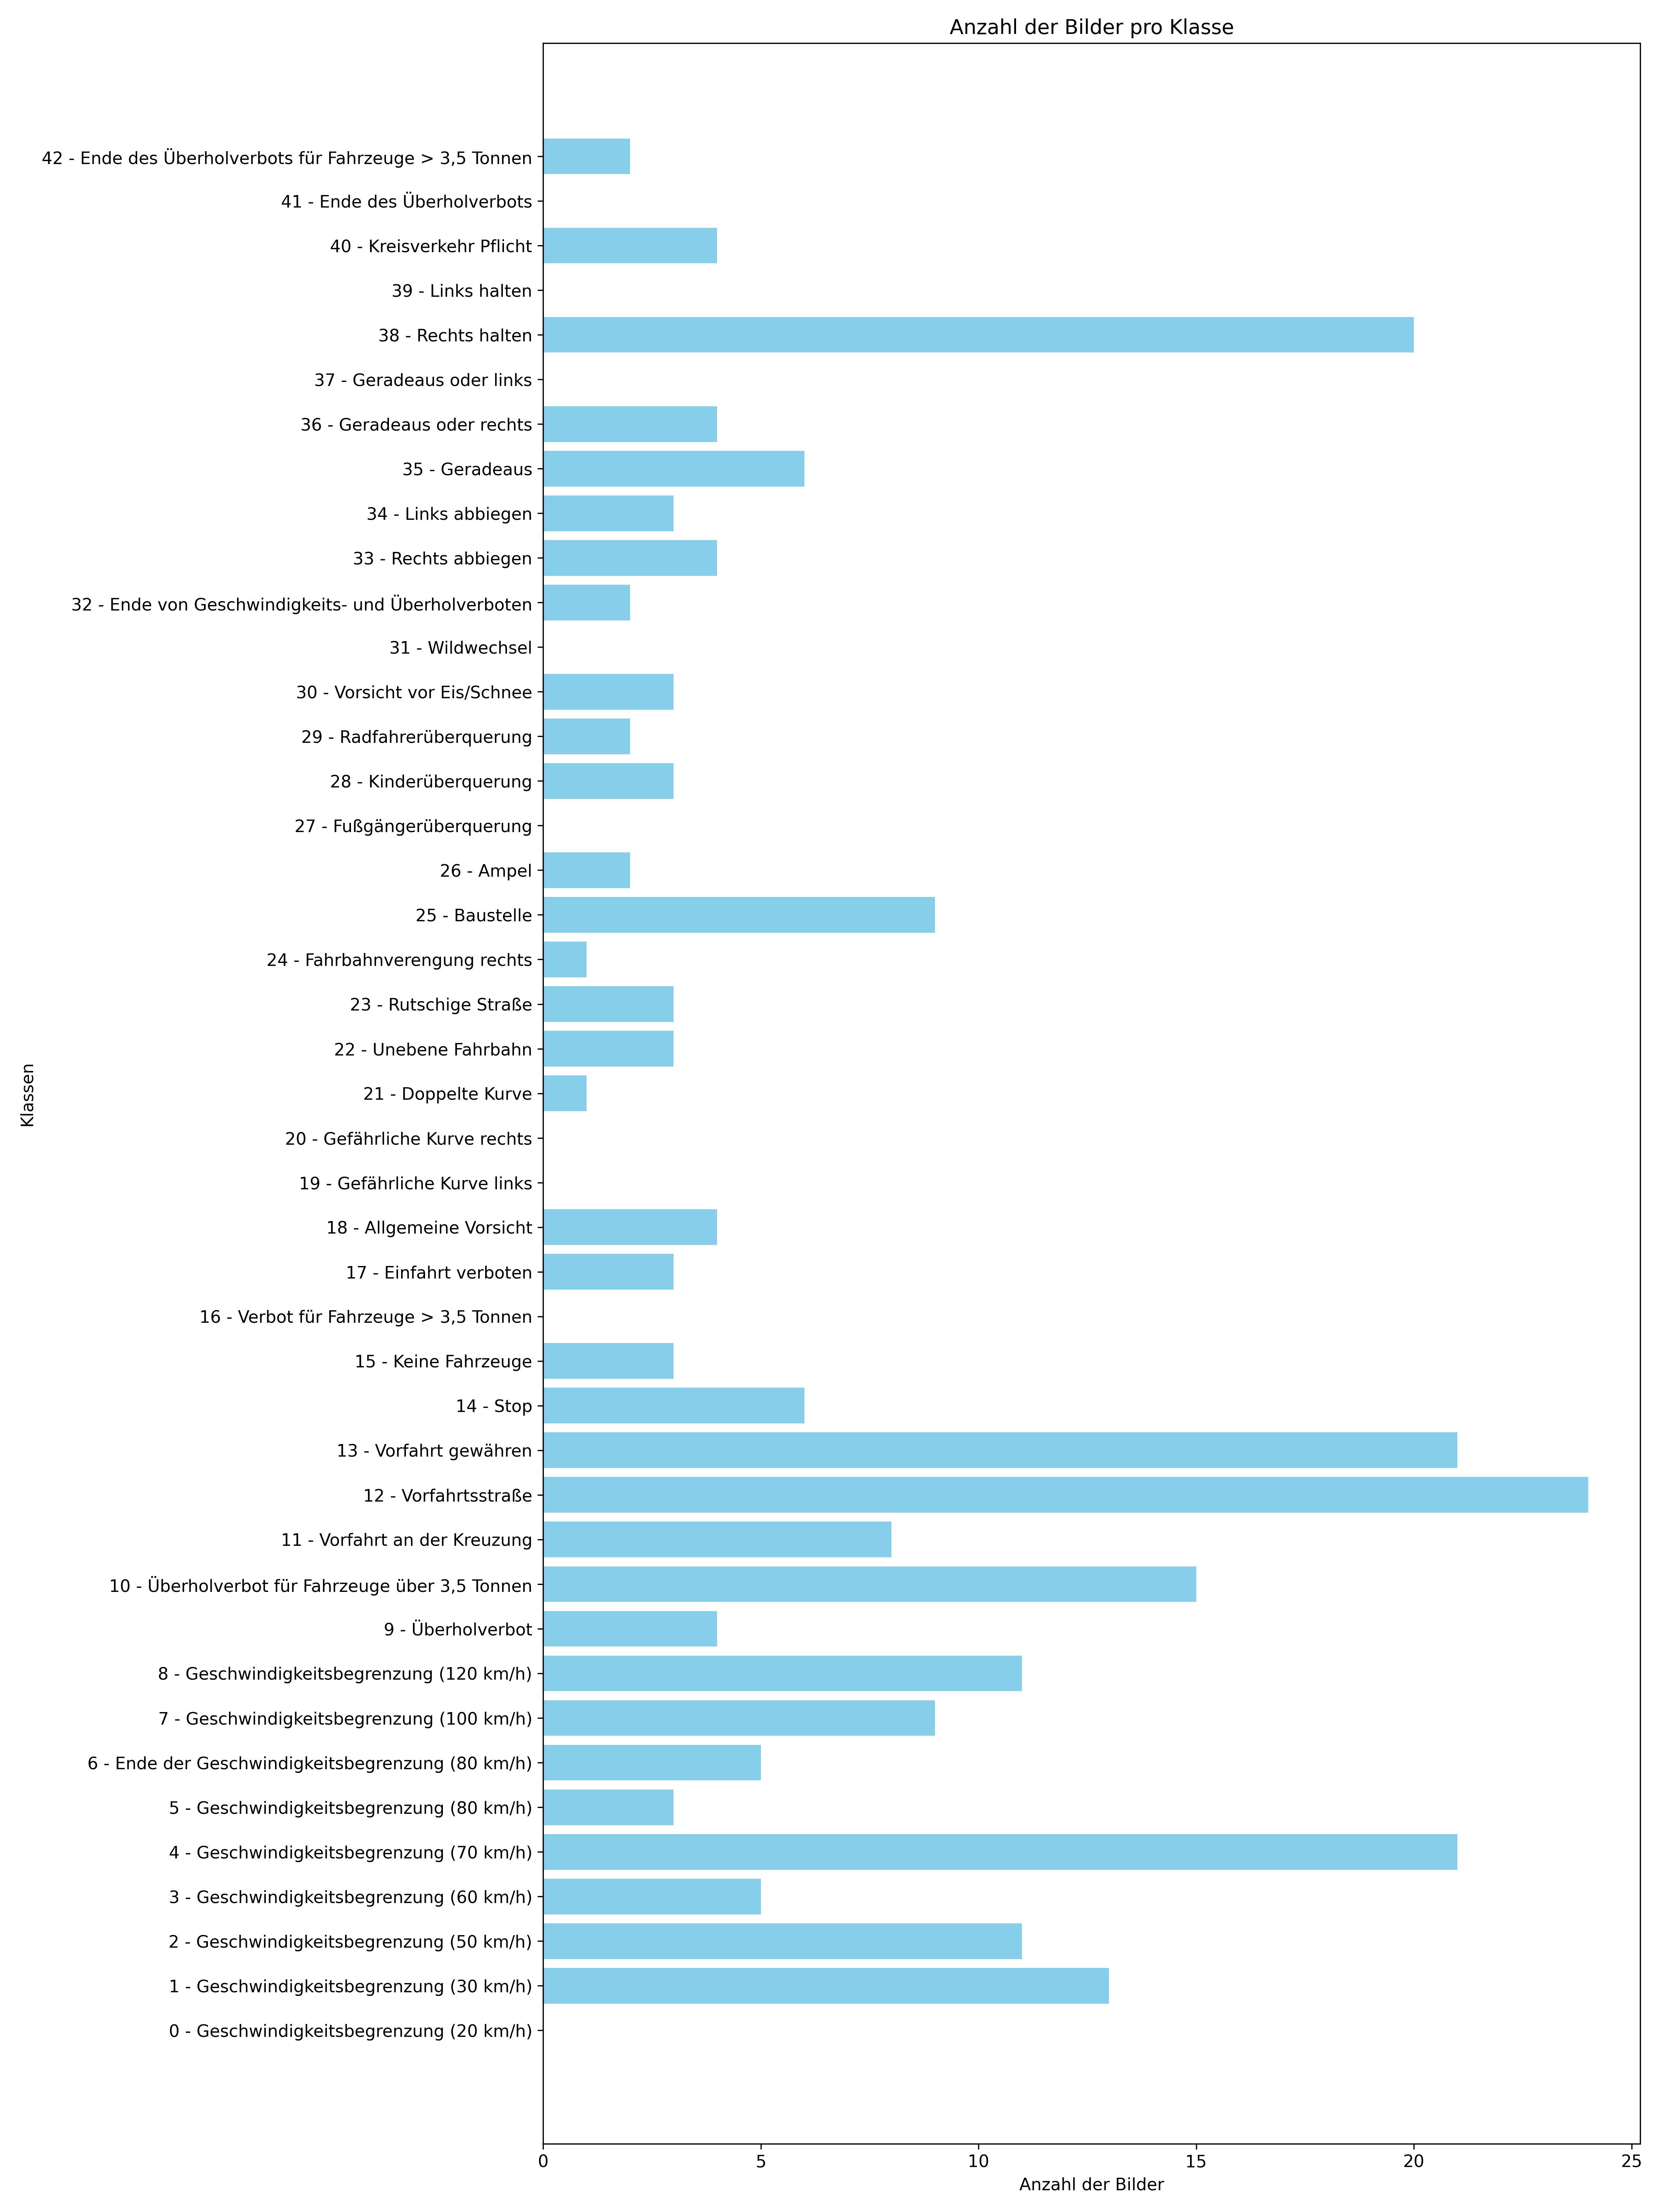 Anzahl der Bilder pro Klasse
42 - Ende des Überholverbots für Fahrzeuge > 3,5 Tonnen
41 - Ende des Überholverbots
40 - Kreisverkehr Pflicht
39 - Links halten
38 - Rechts halten
37 - Geradeaus oder links
36 - Geradeaus oder rechts
35 - Geradeaus
34 - Links abbiegen
33 - Rechts abbiegen
32 - Ende von Geschwindigkeits- und Überholverboten
31 - Wildwechsel
30 - Vorsicht vor Eis/Schnee
29 - Radfahrerüberquerung
28 - Kinderüberquerung
27 - Fußgängerüberquerung
26 - Ampel
25 - Baustelle
24 - Fahrbahnverengung rechts
23 - Rutschige Straße
22 - Unebene Fahrbahn
21 - Doppelte Kurve
20 - Gefährliche Kurve rechts
19 - Gefährliche Kurve links
18 - Allgemeine Vorsicht
17 - Einfahrt verboten
16 - Verbot für Fahrzeuge > 3,5 Tonnen
15 - Keine Fahrzeuge
14 - Stop
13 - Vorfahrt gewähren
12 - Vorfahrtsstraße
11 - Vorfahrt an der Kreuzung
10 - Überholverbot für Fahrzeuge über 3,5 Tonnen
9 - Überholverbot
8 - Geschwindigkeitsbegrenzung (120 km/h)
7 - Geschwindigkeitsbegrenzung (100 km/h)
6 - Ende der Geschwindigkeitsbegrenzung (80 km/h)
5 - Geschwindigkeitsbegrenzung (80 km/h)
4 - Geschwindigkeitsbegrenzung (70 km/h)
3 - Geschwindigkeitsbegrenzung (60 km/h)
2 - Geschwindigkeitsbegrenzung (50 km/h)
1 - Geschwindigkeitsbegrenzung (30 km/h)
0 - Geschwindigkeitsbegrenzung (20 km/h)
Klassen
0 5 10 15 20 25
Anzahl der Bilder